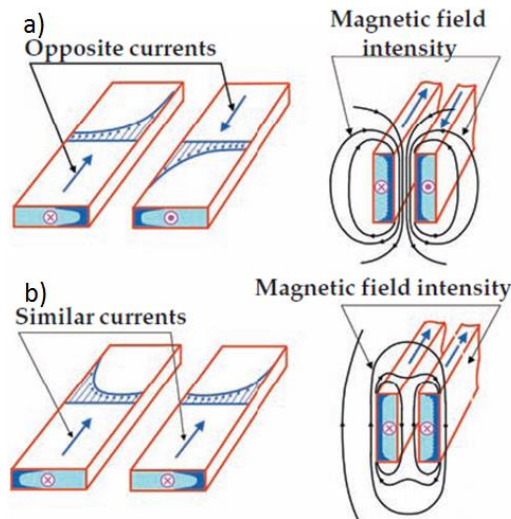 a)
Opposite currents
Magnetic field
intensity
b)
Similar currents
Magnetic field intensity